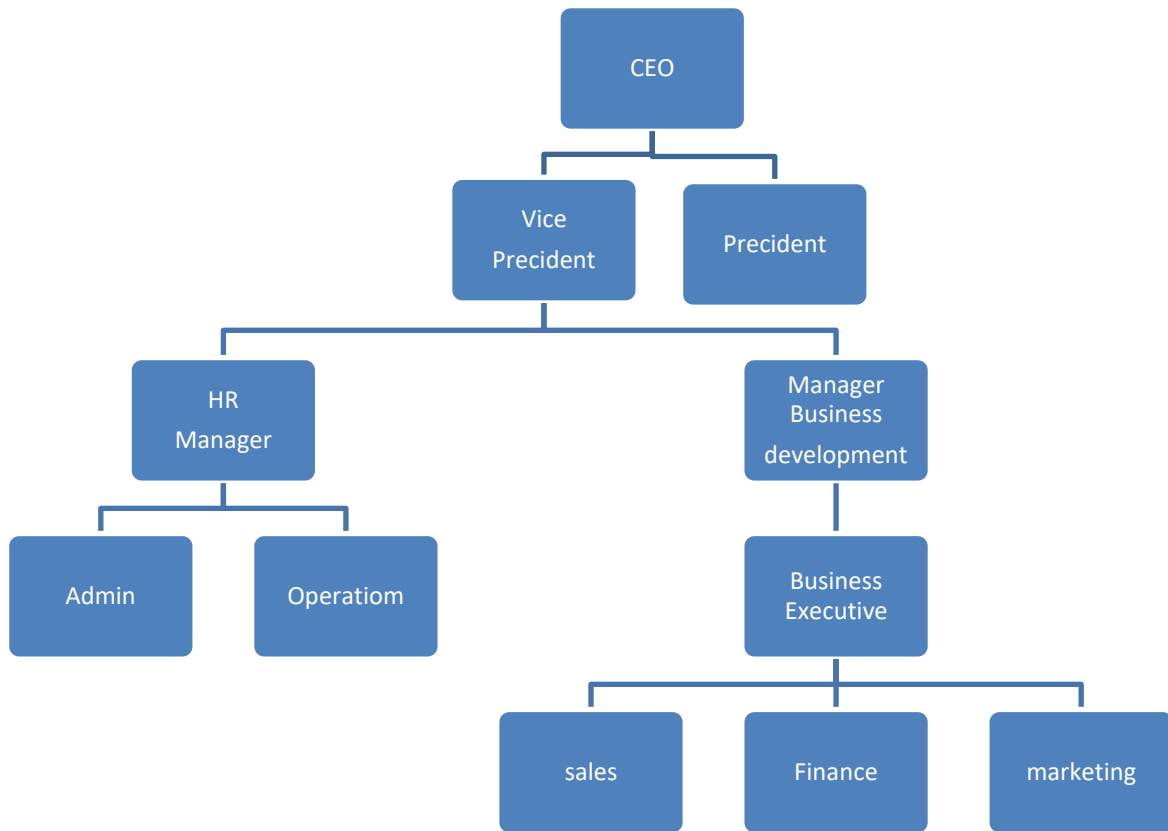 CEO
Vice
Precident
Precident
HR
Manager
Manager
Business
development
Admin
Operatiom
Business
Executive
sales
Finance
marketing